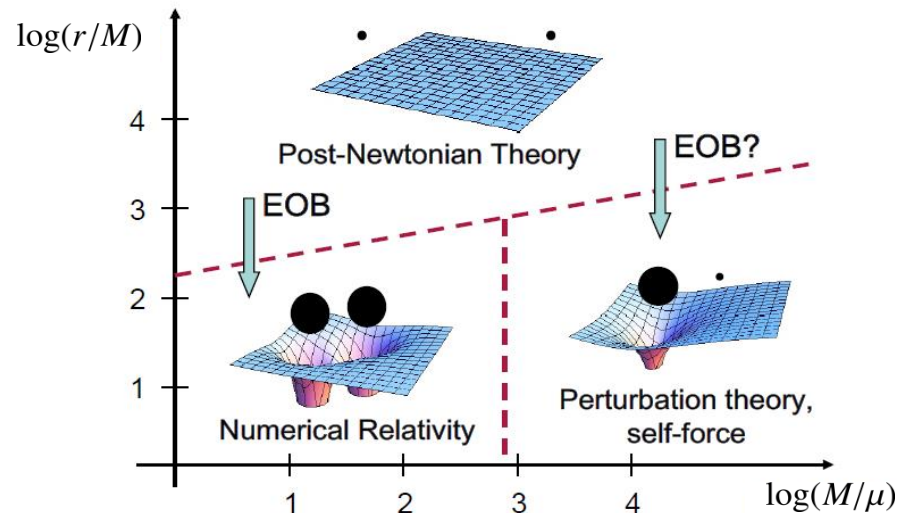 log(r/M)
4
Post-Newtonian Theory
EOB?
3
EOB
2
1
Numerical Relativity
Perturbation theory,
self-force
1
2
3
4
log(M/μ)